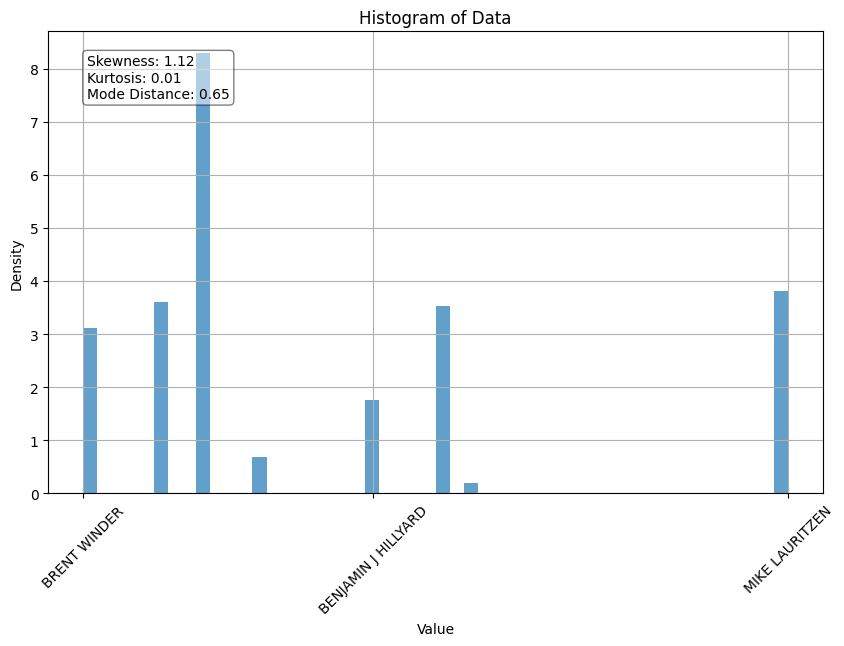 Histogram of Data
Skewness: 1.12
Kurtosis: 0.01
Mode Distance: 0.65
Density
8
7
6
5
4
3
2
1
0
BRENT WINDER
BENJAMIN J HILLYARD
MIKE LAURITZEN
Value